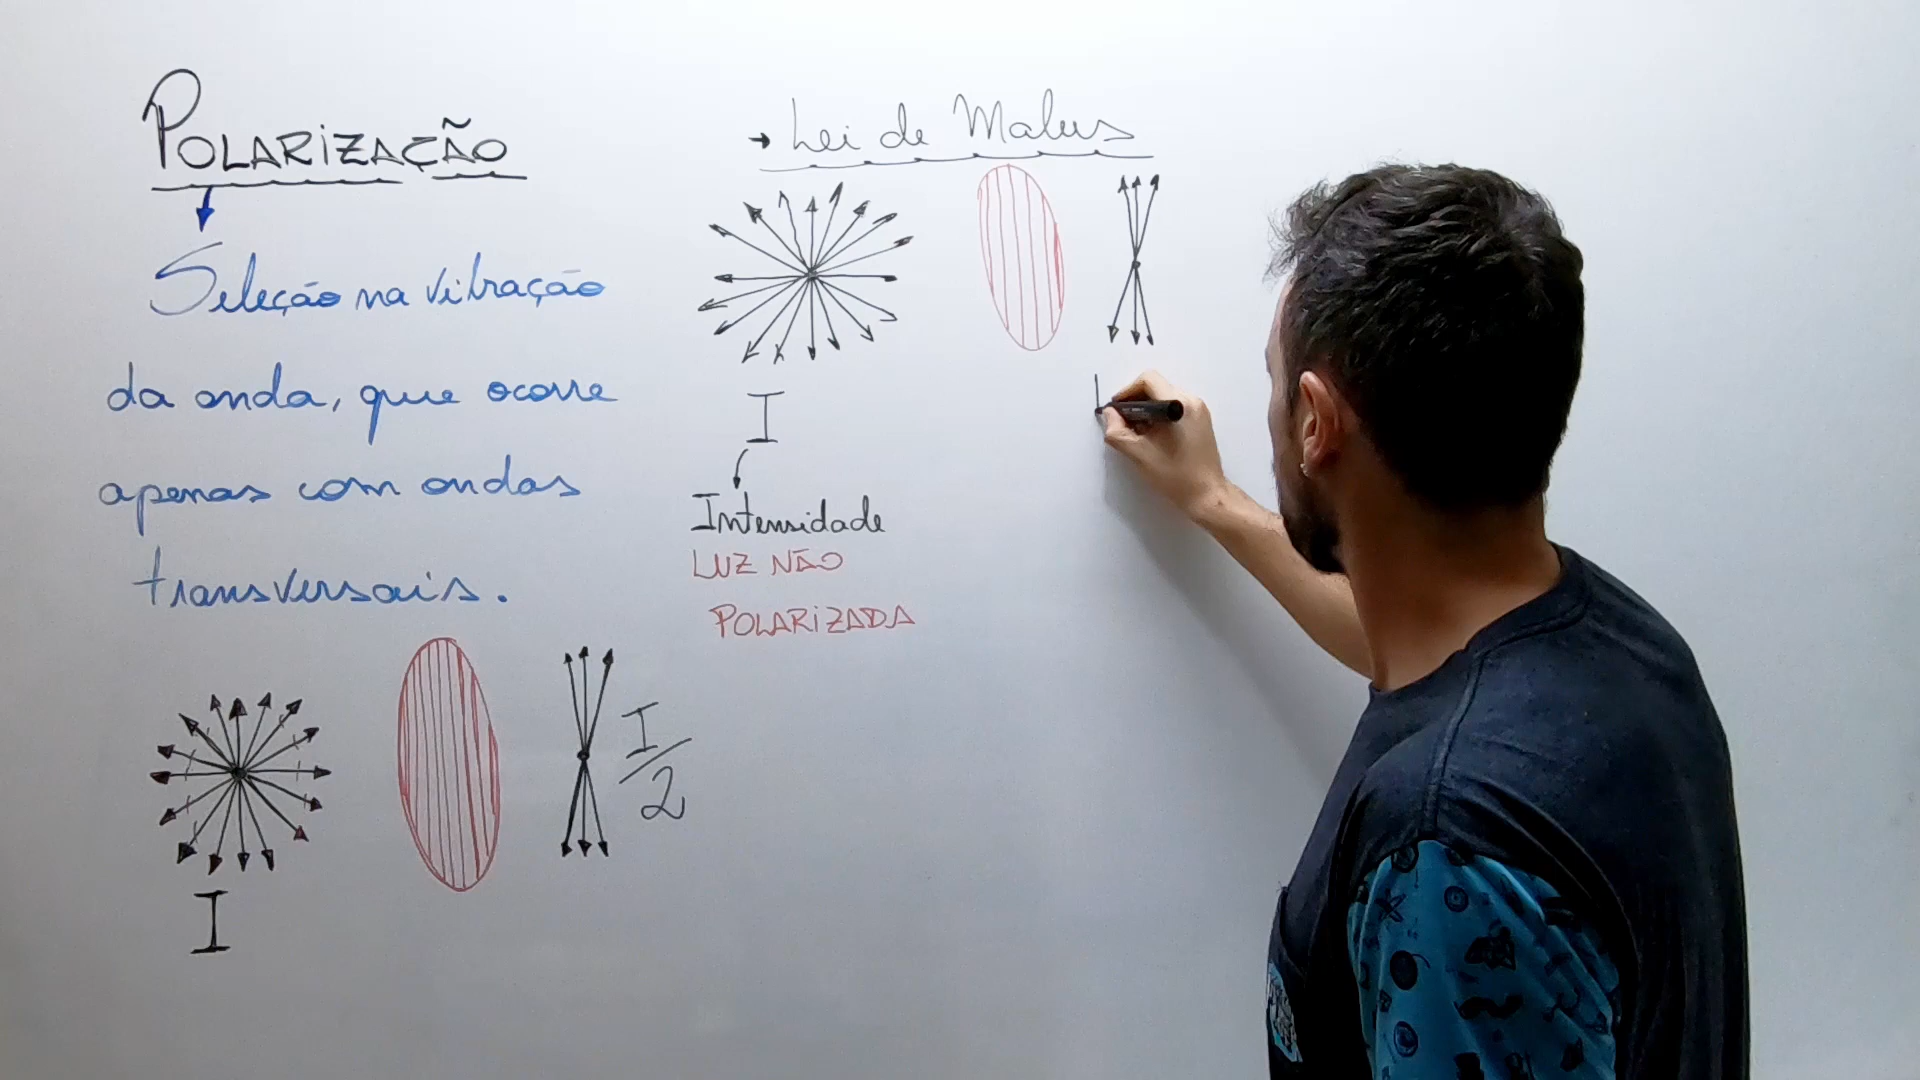 POLARIZAÇÃO
Seleção na vibração
da onda, que ocorre
apenas com ondas
transversais.
I
I/2
→ Lei de Malus
I
Intensidade
LUZ NÃO
POLARIZADA